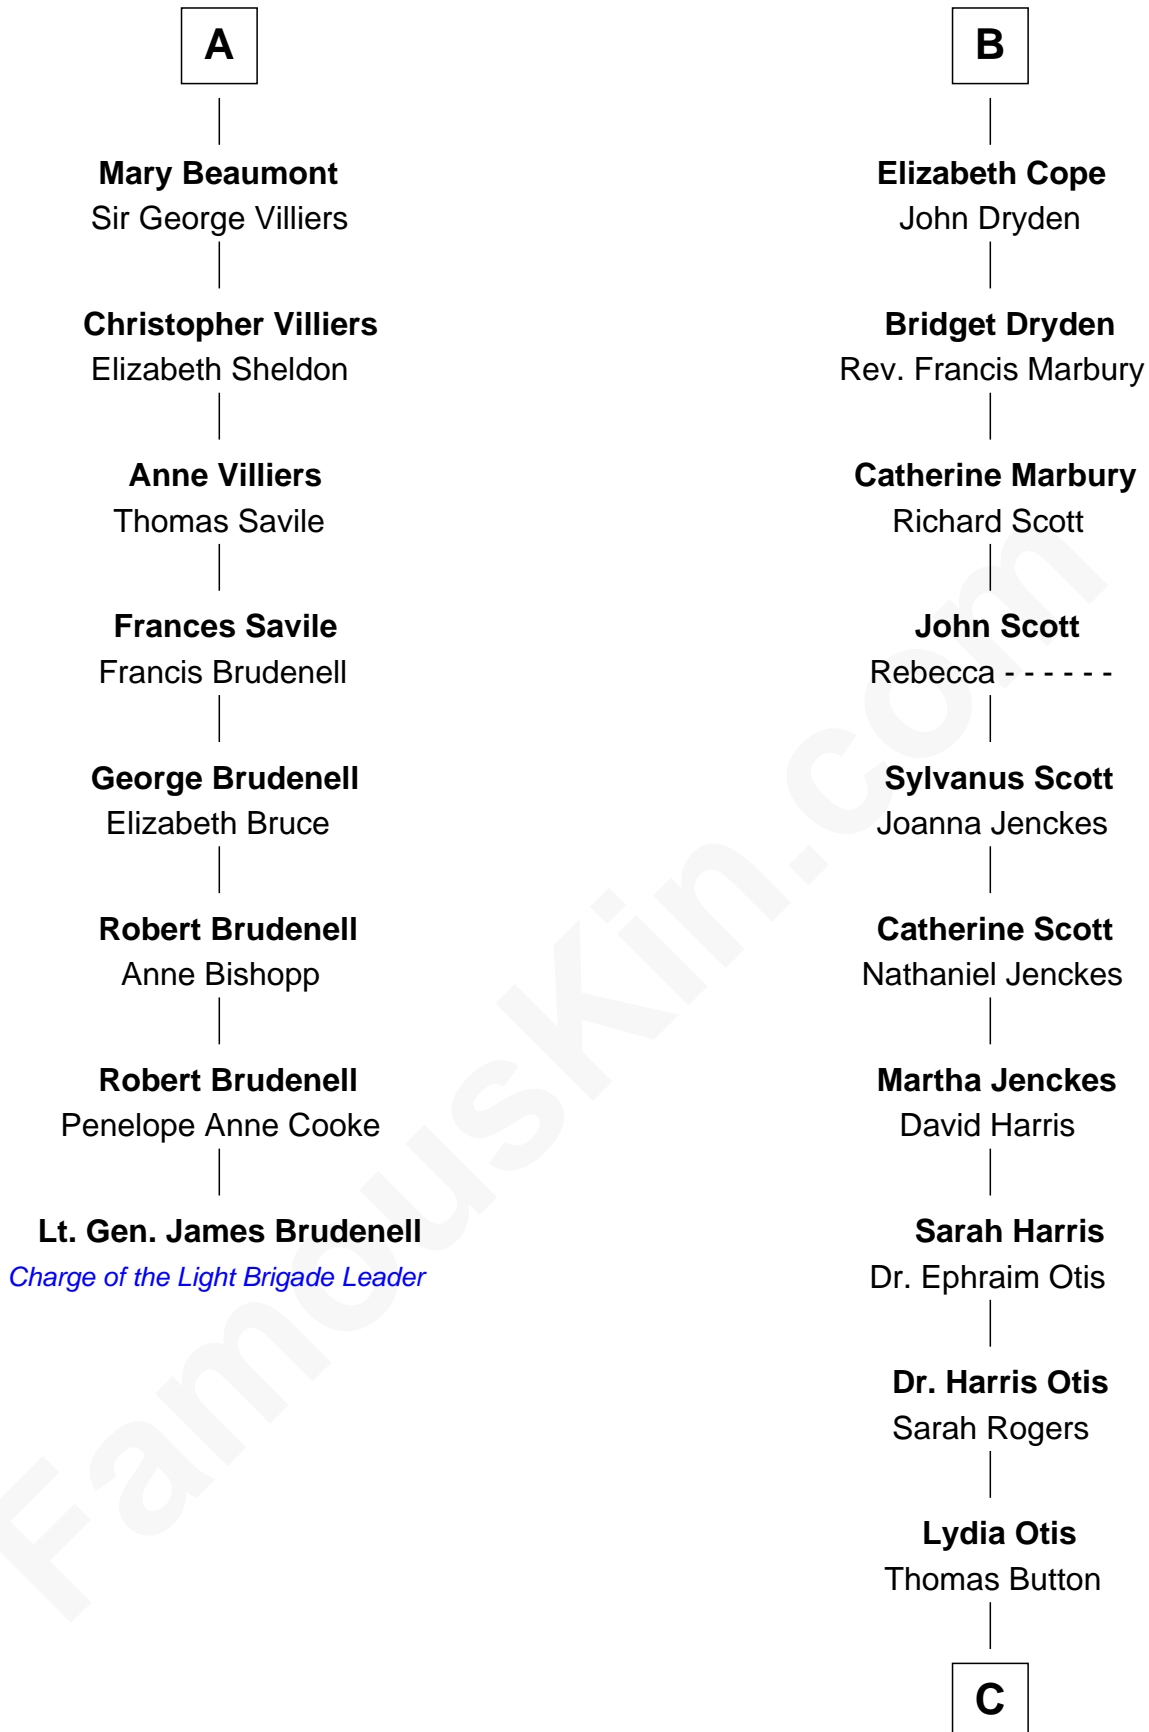 A
Mary Beaumont
Sir George Villiers
Christopher Villiers
Elizabeth Sheldon
Anne Villiers
Thomas Savile
Frances Savile
Francis Brudenell
George Brudenell
Elizabeth Bruce
Robert Brudenell
Anne Bishopp
Robert Brudenell
Penelope Anne Cooke
Lt. Gen. James Brudenell
Charge of the Light Brigade Leader
B
Elizabeth Cope
John Dryden
Bridget Dryden
Rev. Francis Marbury
Catherine Marbury
Richard Scott
John Scott
Rebecca - - - - - -
Sylvanus Scott
Joanna Jenckes
Catherine Scott
Nathaniel Jenckes
Martha Jenckes
David Harris
Sarah Harris
Dr. Ephraim Otis
Dr. Harris Otis
Sarah Rogers
Lydia Otis
Thomas Button
C
FamousKin.com